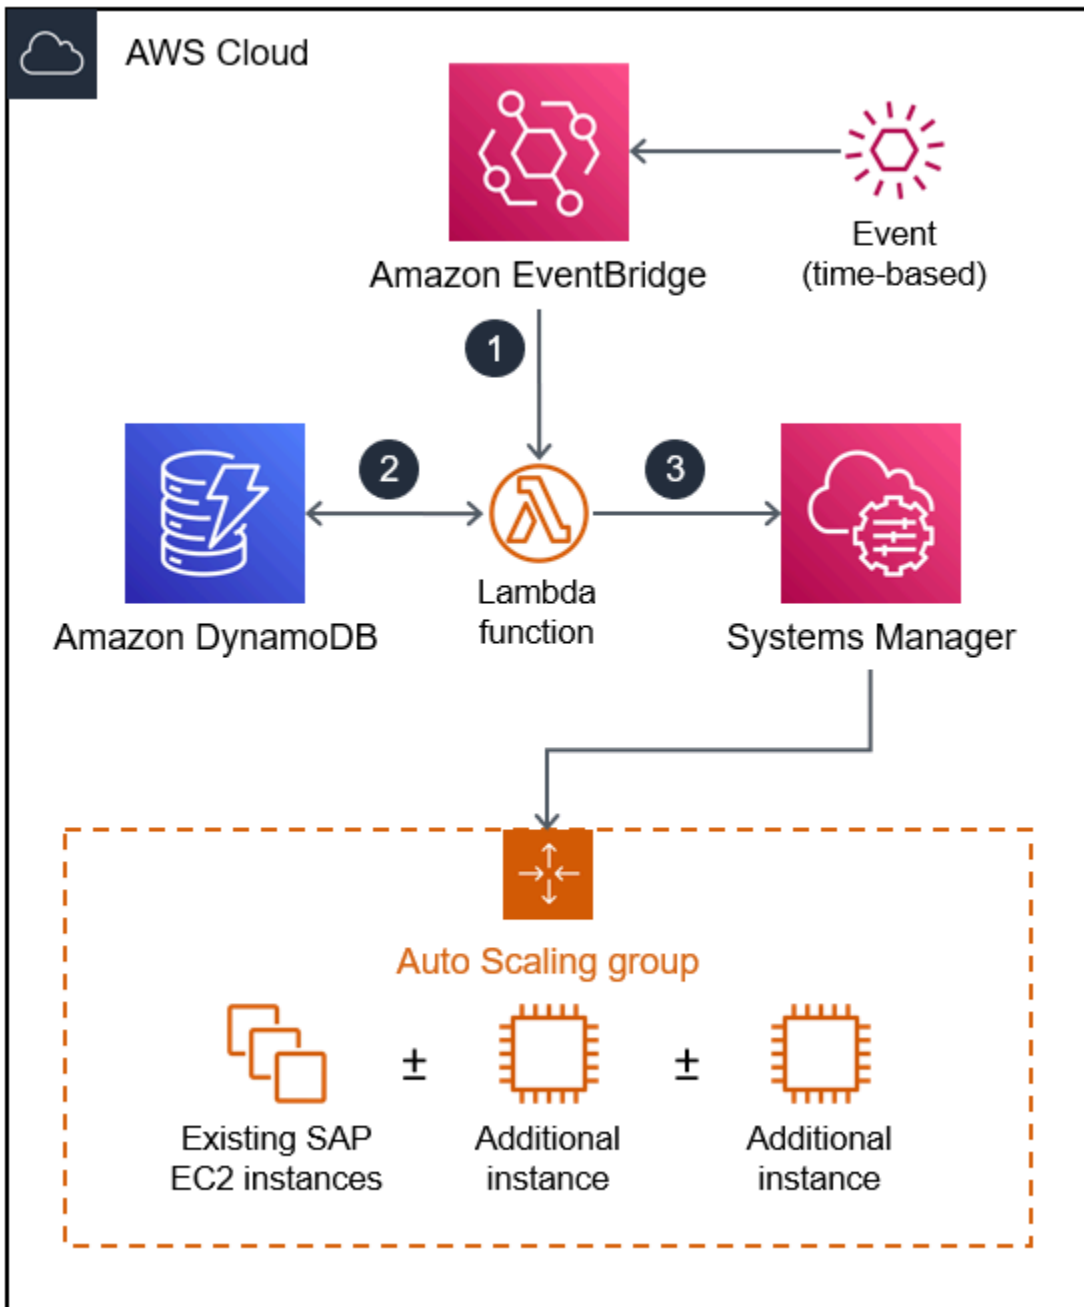 AWS Cloud
Amazon EventBridge
Event
(time-based)
1
2
3
Amazon DynamoDB
Lambda
function
Systems Manager
Auto Scaling group
Existing SAP
EC2 instances
±
Additional
instance
±
Additional
instance